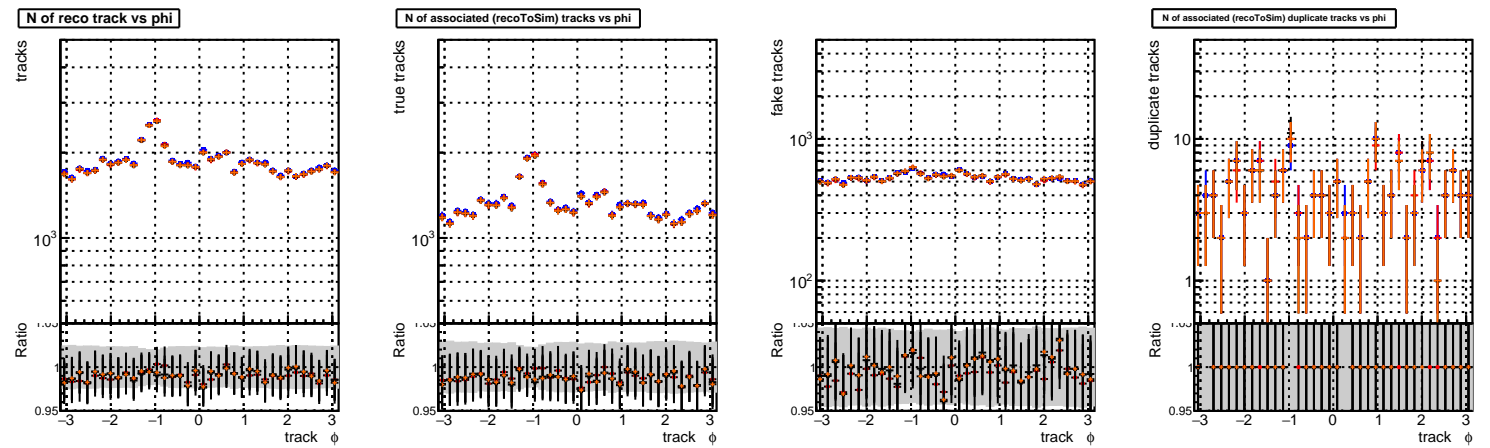 N of reco track vs phi
tracks
10³
Ratio
1
0.95
−3 −2 −1 0 1 2 3
track ϕ
N of associated (recoToSim) tracks vs phi
true tracks
10³
Ratio
1
0.95
−3 −2 −1 0 1 2 3
track ϕ
fake tracks
10³
10²
Ratio
1
0.95
−3 −2 −1 0 1 2 3
track ϕ
N of associated (recoToSim) duplicate tracks vs phi
duplicate tracks
10
1
Ratio
1
0.95
−3 −2 −1 0 1 2 3
track ϕ